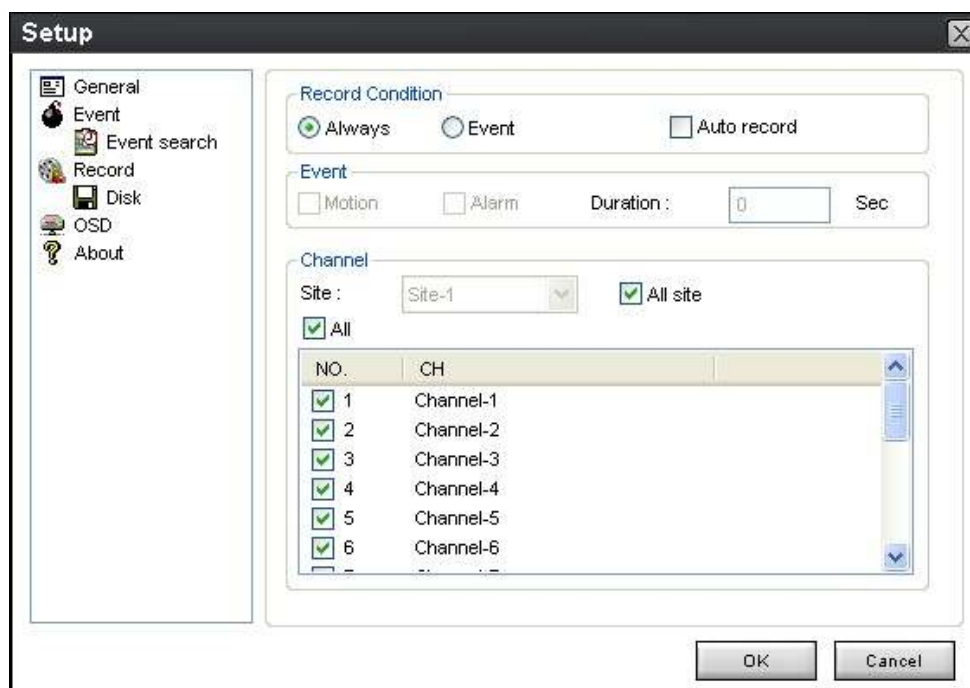 Setup
General
Event
Event search
Record
Disk
OSD
About
Record Condition
Always Event Auto record
Event
Motion Alarm Duration : 0 Sec
Channel
Site : Site-1 All site
All
NO. CH
1 Channel-1
2 Channel-2
3 Channel-3
4 Channel-4
5 Channel-5
6 Channel-6
OK Cancel